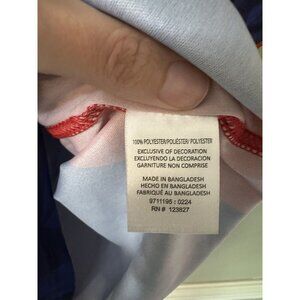 100% POLYESTER/ POLIÉSTER/ POLYESTER
EXCLUSIVE OF DECORATION
EXCLUYENDO LA DECORACIÓN
GARNITURE NON COMPRISE
MADE IN BANGLADESH
HECHO EN BANGLADESH
FABRIQUÉ AU BANGLADESH
9711195 : 0224
RN # 123827